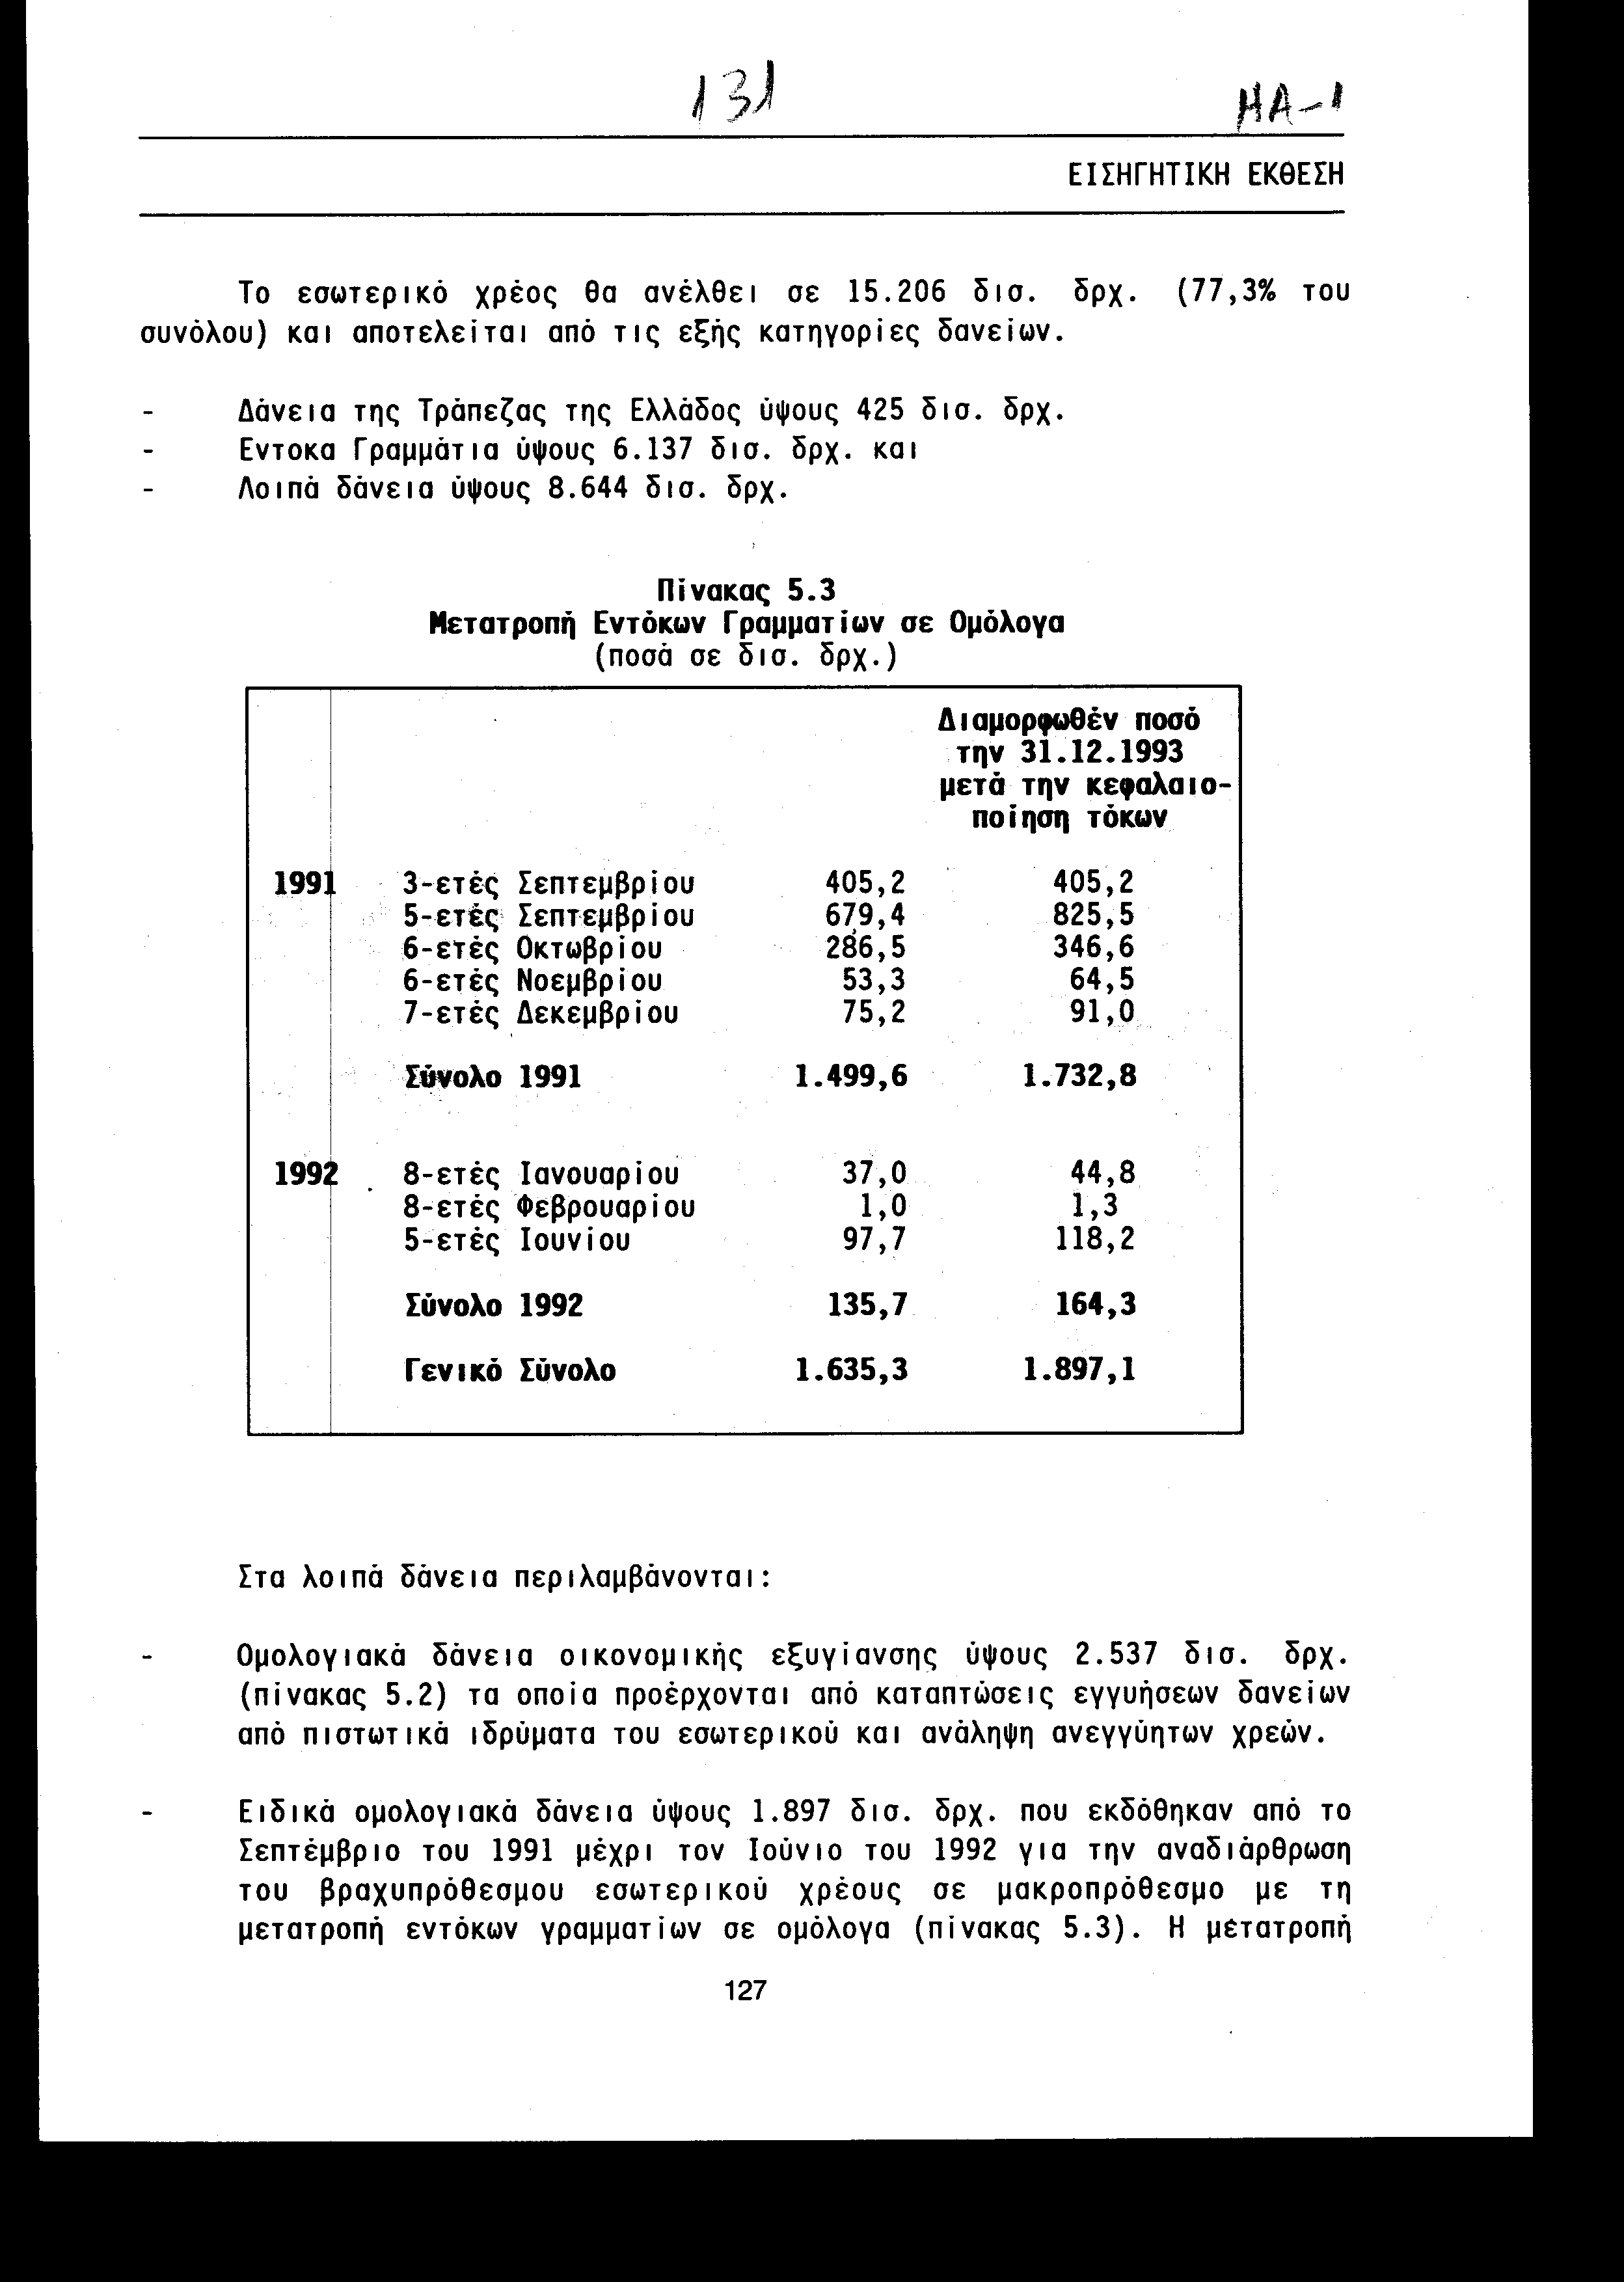 131
HA-1
ΕΙΣΗΓΗΤΙΚΗ ΕΚΘΕΣΗ
Το εσωτερικό χρέος θα ανέλθει σε 15.206 δισ. δρχ. (77,3% του
συνόλου) και αποτελείται από τις εξής κατηγορίες δανείων.
- Δάνεια της Τράπεζας της Ελλάδος ύψους 425 δισ. δρχ.
- Εντοκα Γραμμάτια ύψους 6.137 δισ. δρχ. και
- Λοιπά δάνεια ύψους 8.644 δισ. δρχ.
Πίνακας 5.3
Μετατροπή Εντόκων Γραμματίων σε Ομόλογα
(ποσά σε δισ. δρχ.)
Διαμορφωθέν ποσό
την 31.12.1993
μετά την κεφαλαιο-
ποίηση τόκων
1991 3-ετές Σεπτεμβρίου 405,2 405,2
5-ετές Σεπτεμβρίου 679,4 825,5
6-ετές Οκτωβρίου 286,5 346,6
6-ετές Νοεμβρίου 53,3 64,5
7-ετές Δεκεμβρίου 75,2 91,0
Σύνολο 1991 1.499,6 1.732,8
1992 8-ετές Ιανουαρίου 37,0 44,8
8-ετές Φεβρουαρίου 1,0 1,3
5-ετές Ιουνίου 97,7 118,2
Σύνολο 1992 135,7 164,3
Γενικό Σύνολο 1.635,3 1.897,1
Στα λοιπά δάνεια περιλαμβάνονται:
- Ομολογιακά δάνεια οικονομικής εξυγίανσης ύψους 2.537 δισ. δρχ.
(πίνακας 5.2) τα οποία προέρχονται από καταπτώσεις εγγυήσεων δανείων
από πιστωτικά ιδρύματα του εσωτερικού και ανάληψη ανεγγύητων χρεών.
- Ειδικά ομολογιακά δάνεια ύψους 1.897 δισ. δρχ. που εκδόθηκαν από το
Σεπτέμβριο του 1991 μέχρι τον Ιούνιο του 1992 για την αναδιάρθρωση
του βραχυπρόθεσμου εσωτερικού χρέους σε μακροπρόθεσμο με τη
μετατροπή εντόκων γραμματίων σε ομόλογα (πίνακας 5.3). Η μετατροπή
127